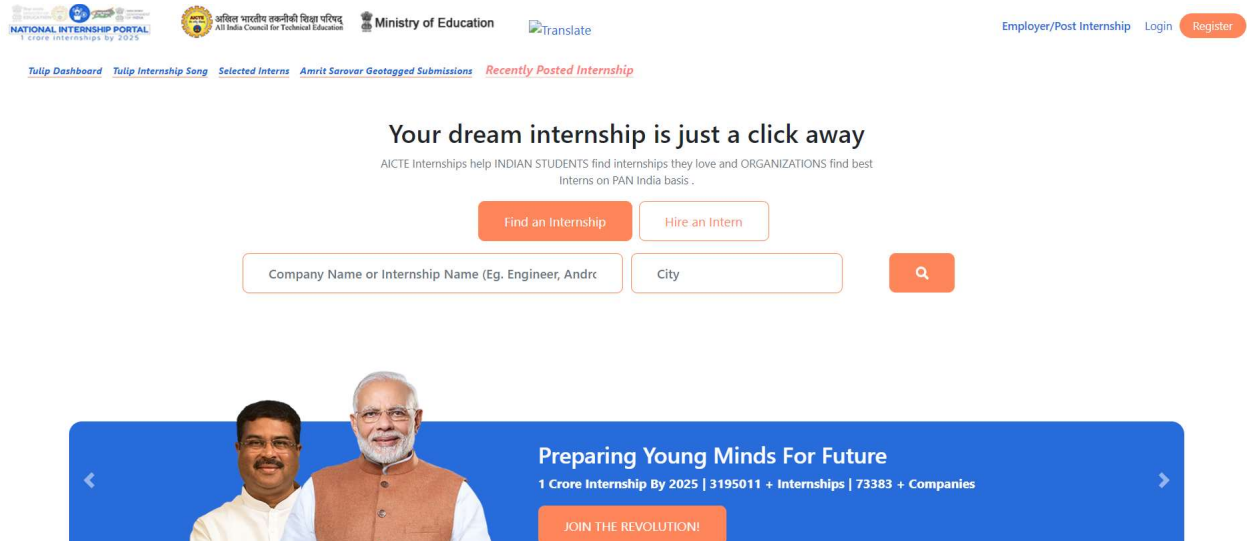 NATIONAL INTERNSHIP PORTAL
1 crore internships by 2025
AICTE
अखिल भारतीय तकनीकी शिक्षा परिषद्
All India Council for Technical Education
Ministry of Education
Translate
Employer/Post Internship
Login
Register
Tulip Dashboard
Tulip Internship Song
Selected Interns
Amrit Sarovar Geotagged Submissions
Recently Posted Internship
Your dream internship is just a click away
AICTE Internships help INDIAN STUDENTS find internships they love and ORGANIZATIONS find best
Interns on PAN India basis .
Find an Internship
Hire an Intern
Company Name or Internship Name (Eg. Engineer, Andrc
City
Preparing Young Minds For Future
1 Crore Internship By 2025 | 3195011 + Internships | 73383 + Companies
JOIN THE REVOLUTION!